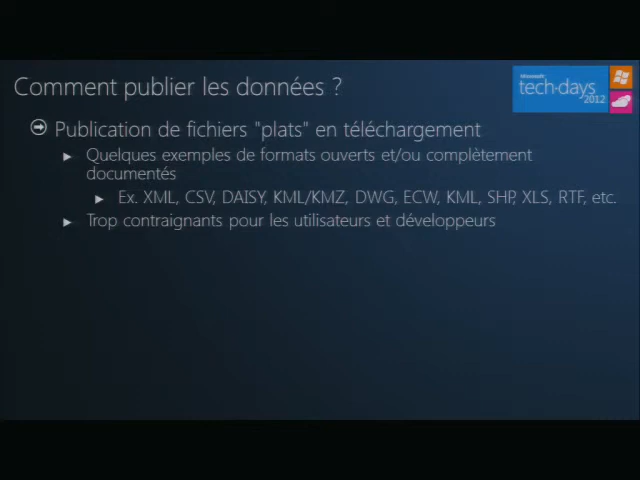 Comment publier les données ?
Microsoft
tech·days
2012
Publication de fichiers "plats" en téléchargement
Quelques exemples de formats ouverts et/ou complètement
documentés
Ex. XML, CSV, DAISY, KML/KMZ, DWG, ECW, KML, SHP, XLS, RTF, etc.
Trop contraignants pour les utilisateurs et développeurs